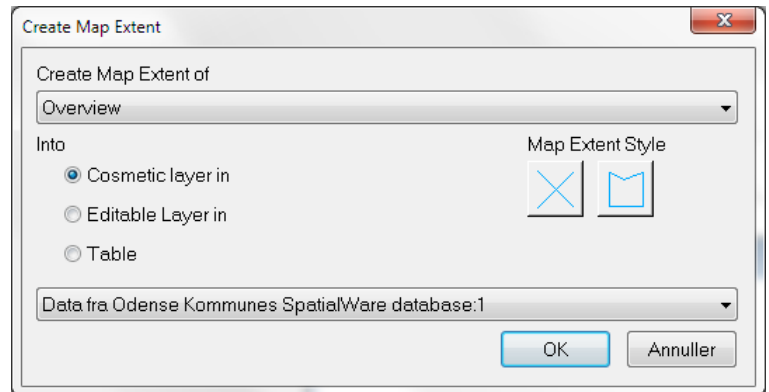 Create Map Extent
Create Map Extent of
Overview
Into
Map Extent Style
Cosmetic layer in
Editable Layer in
Table
Data fra Odense Kommunes SpatialWare database:1
OK
Annuller